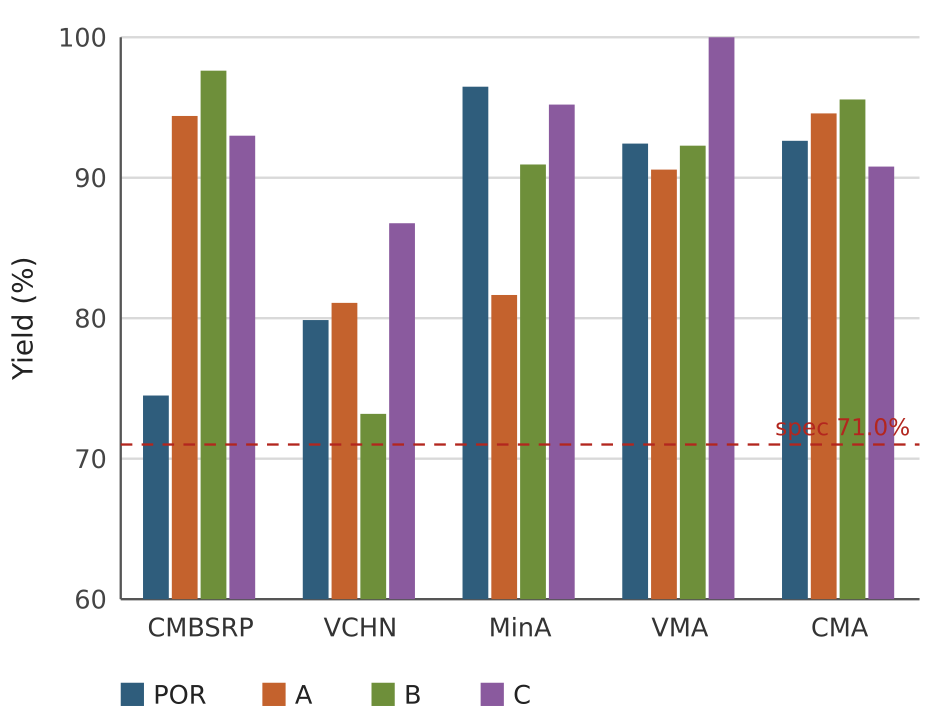 100
90
80
70
60
Yield (%)
spec 71.0%
CMBSRP VCHN MinA VMA CMA
POR A B C